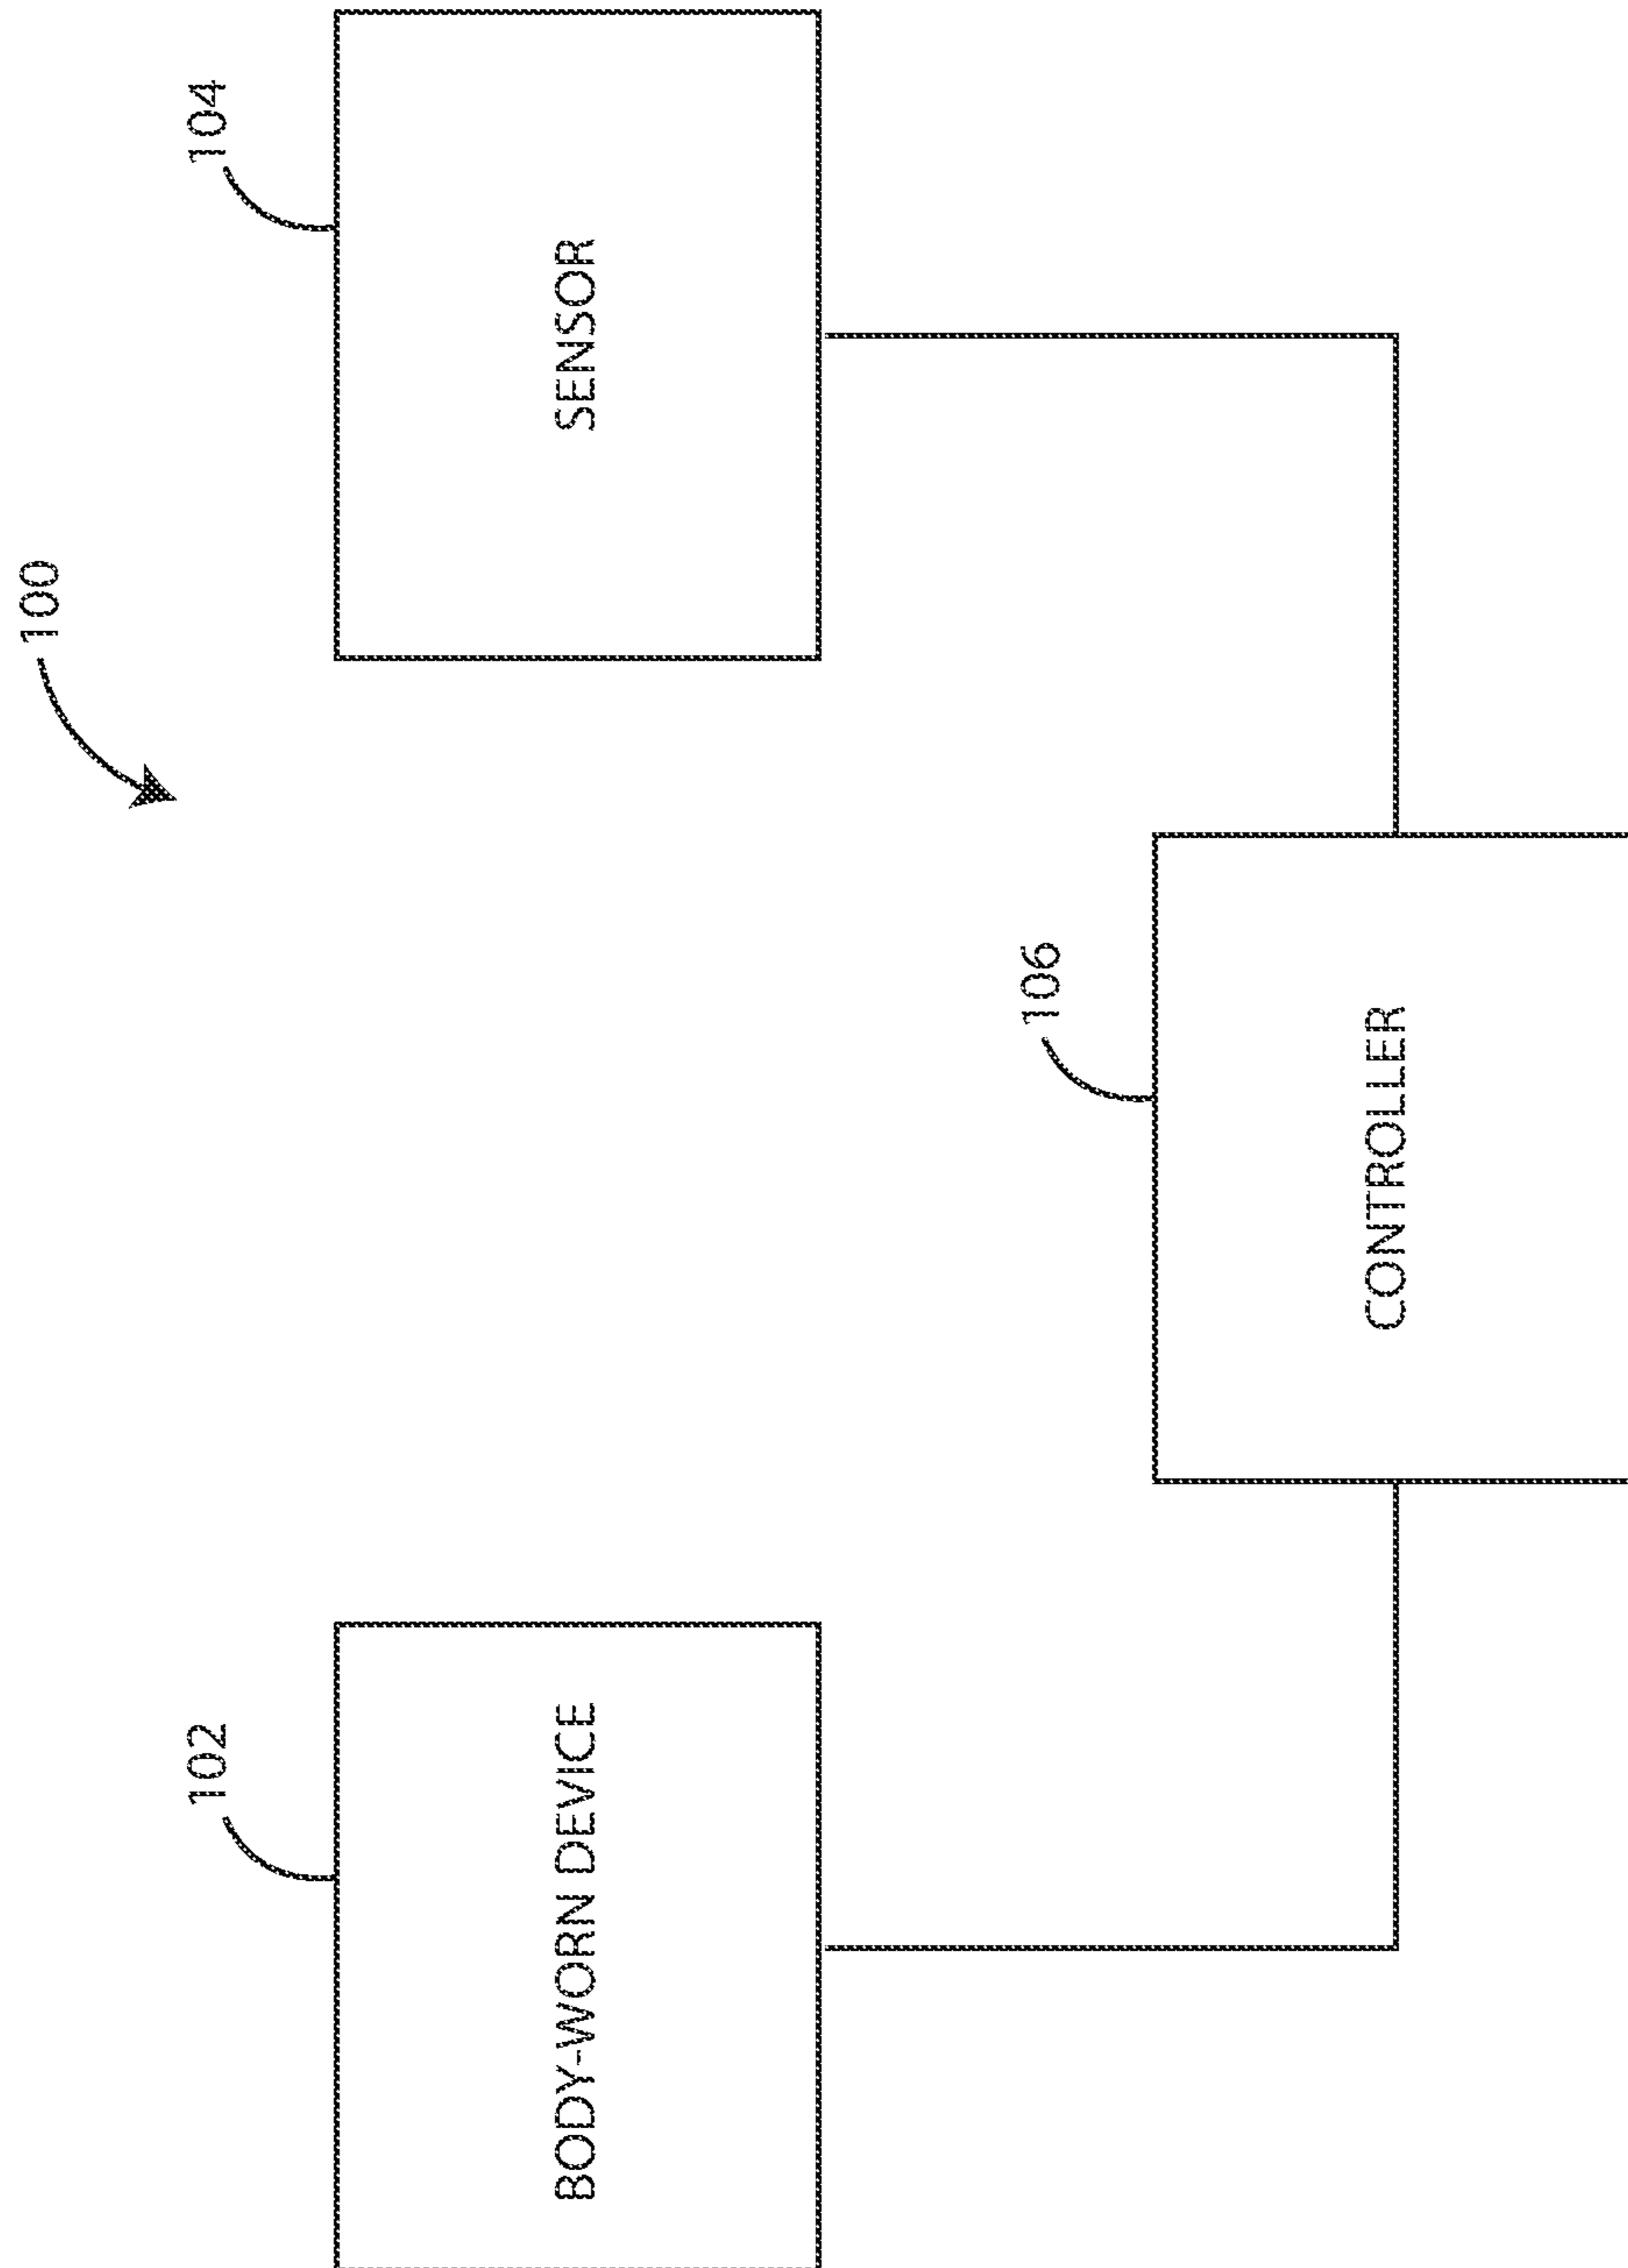 100
102
104
BODY-WORN DEVICE
SENSOR
106
CONTROLLER